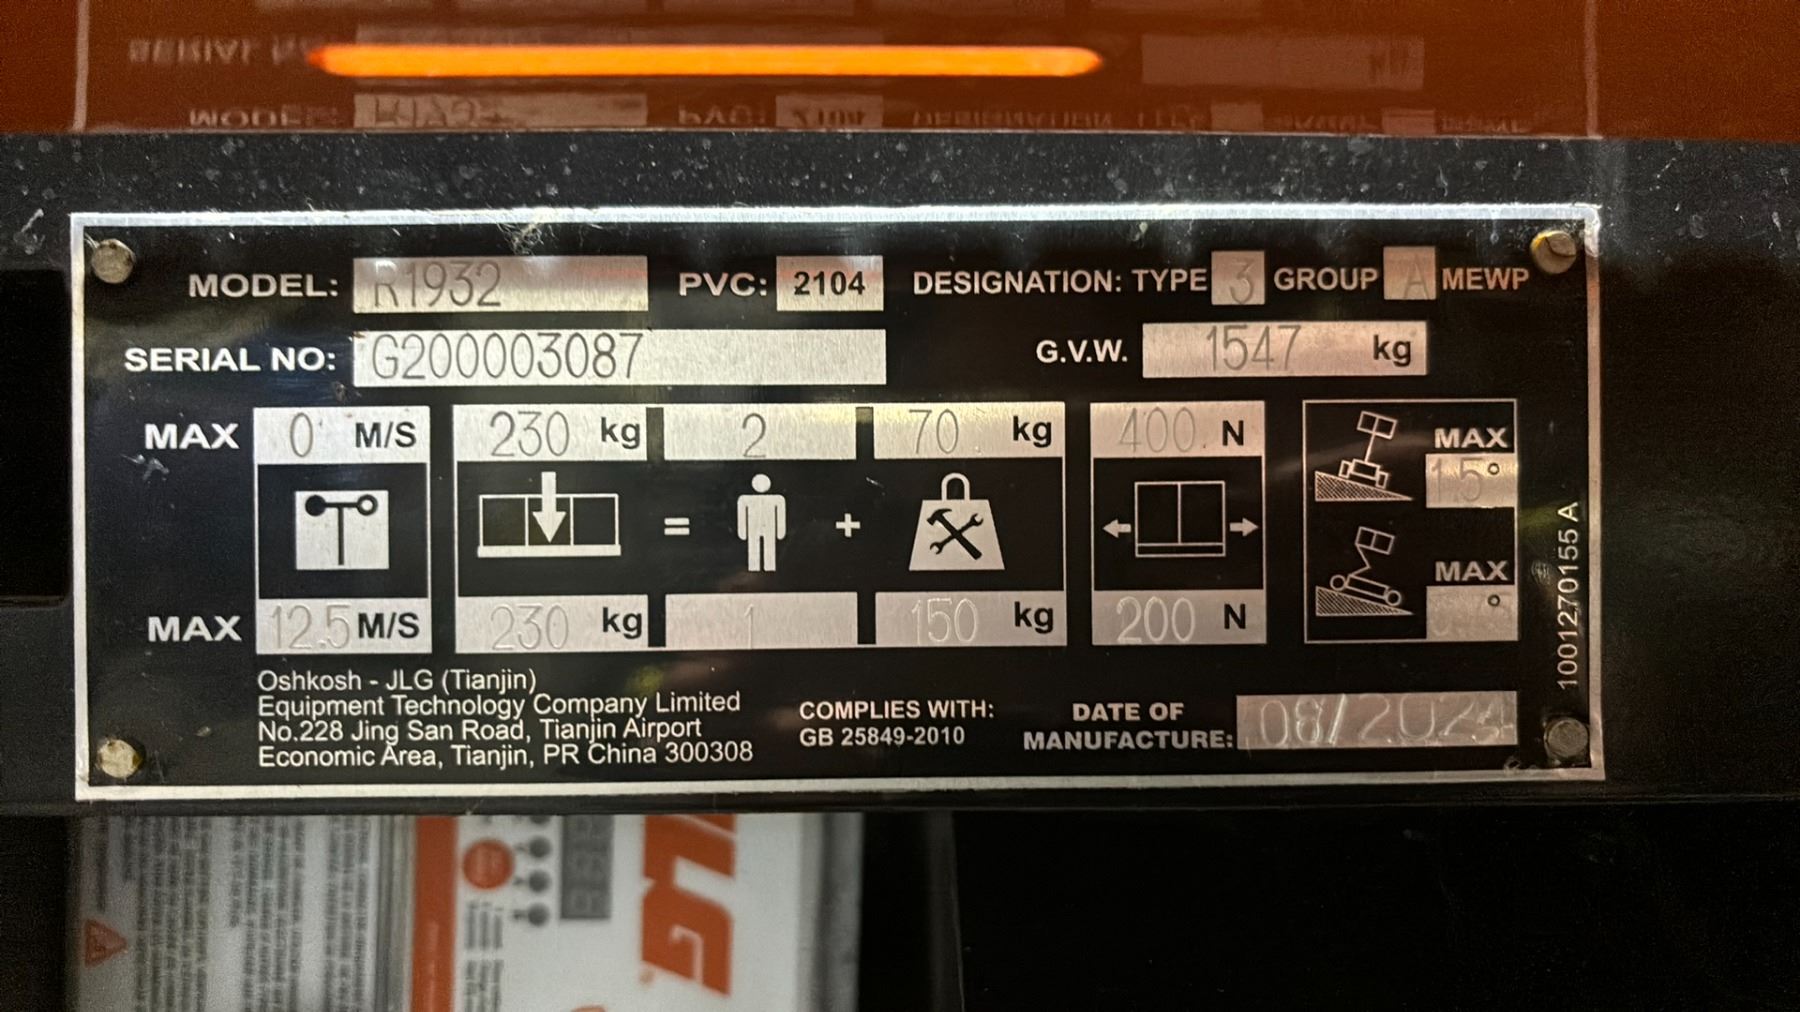 MODEL: R1932 PVC: 2104 DESIGNATION: TYPE 3 GROUP A MEWP
SERIAL NO: G200003087 G.V.W. 1547 kg
MAX 0 M/S 230 kg 2 70 kg 400 N MAX 1.5°
= +
MAX 12.5 M/S 230 kg 1 150 kg 200 N MAX °
Oshkosh - JLG (Tianjin)
Equipment Technology Company Limited
No.228 Jing San Road, Tianjin Airport
Economic Area, Tianjin, PR China 300308
COMPLIES WITH:
GB 25849-2010
DATE OF
MANUFACTURE: 08/2024
1001270155 A
JLG